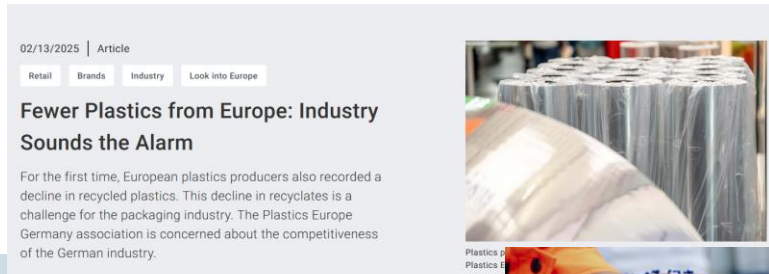 02/13/2025 | Article
Retail Brands Industry Look into Europe
Fewer Plastics from Europe: Industry
Sounds the Alarm
For the first time, European plastics producers also recorded a
decline in recycled plastics. This decline in recyclates is a
challenge for the packaging industry. The Plastics Europe
Germany association is concerned about the competitiveness
of the German industry.
Plastics
Plastics